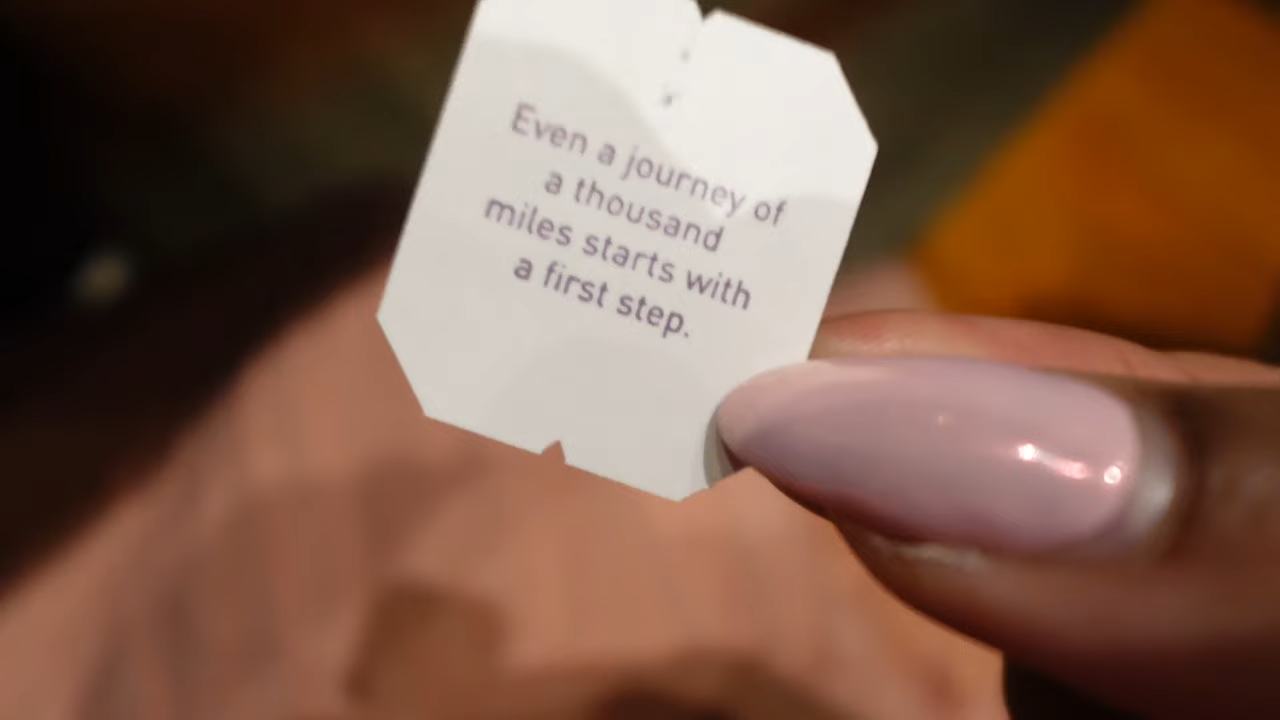 Even a journey of
a thousand
miles starts with
a first step.